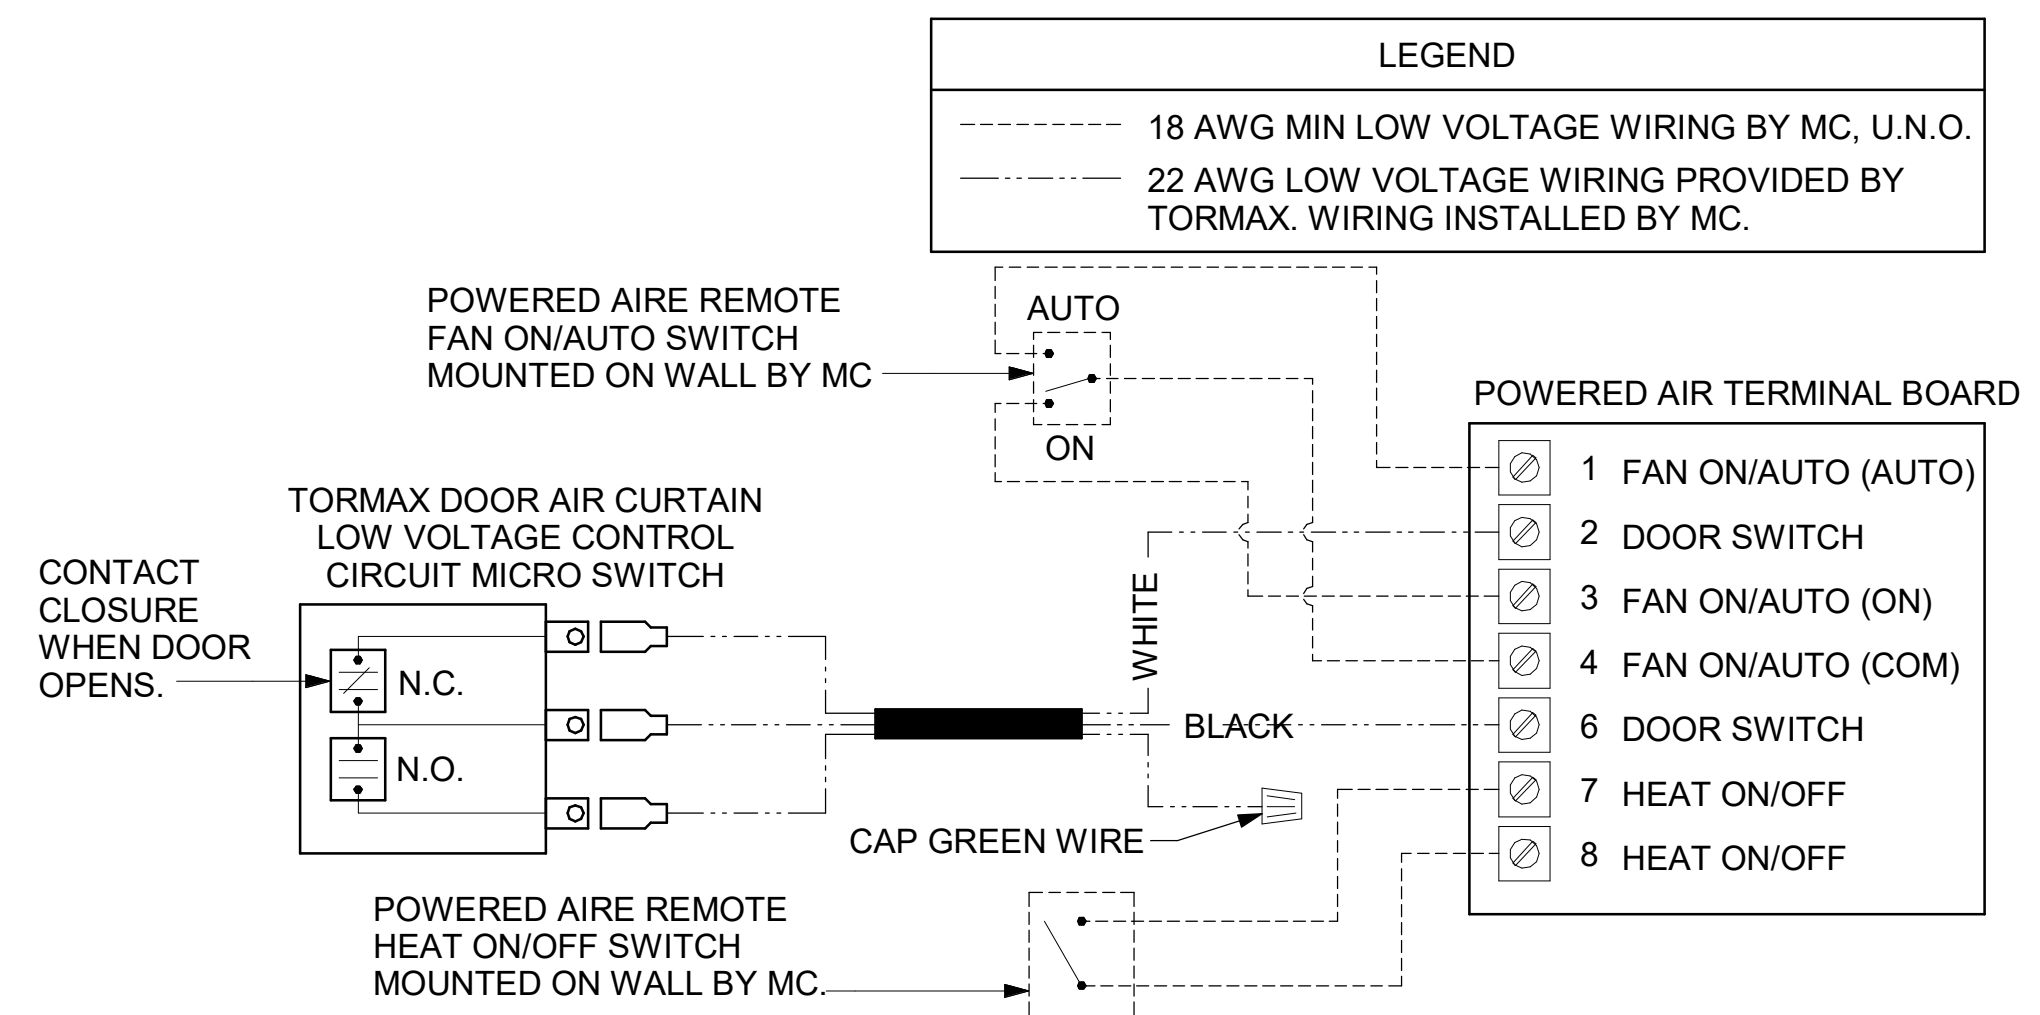 LEGEND
18 AWG MIN LOW VOLTAGE WIRING BY MC, U.N.O.
22 AWG LOW VOLTAGE WIRING PROVIDED BY
TORMAX. WIRING INSTALLED BY MC.
POWERED AIRE REMOTE
FAN ON/AUTO SWITCH
MOUNTED ON WALL BY MC
AUTO
ON
POWERED AIR TERMINAL BOARD
1 FAN ON/AUTO (AUTO)
2 DOOR SWITCH
3 FAN ON/AUTO (ON)
4 FAN ON/AUTO (COM)
6 DOOR SWITCH
7 HEAT ON/OFF
8 HEAT ON/OFF
TORMAX DOOR AIR CURTAIN
LOW VOLTAGE CONTROL
CIRCUIT MICRO SWITCH
CONTACT
CLOSURE
WHEN DOOR
OPENS.
N.C.
N.O.
WHITE
BLACK
CAP GREEN WIRE
POWERED AIRE REMOTE
HEAT ON/OFF SWITCH
MOUNTED ON WALL BY MC.